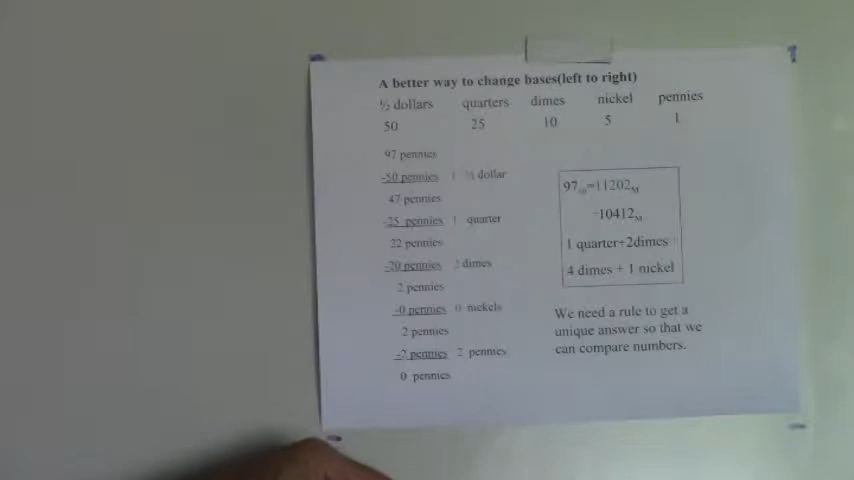 A better way to change bases(left to right)
½ dollars quarters dimes nickel pennies
50 25 10 5 1
97 pennies
-50 pennies 1 ½ dollar
47 pennies
-25 pennies 1 quarter
22 pennies
-20 pennies 2 dimes
2 pennies
-0 pennies 0 nickels
2 pennies
-2 pennies 2 pennies
0 pennies
97₁₀=11202M
=10412M
1 quarter+2dimes =
4 dimes + 1 nickel
We need a rule to get a
unique answer so that we
can compare numbers.